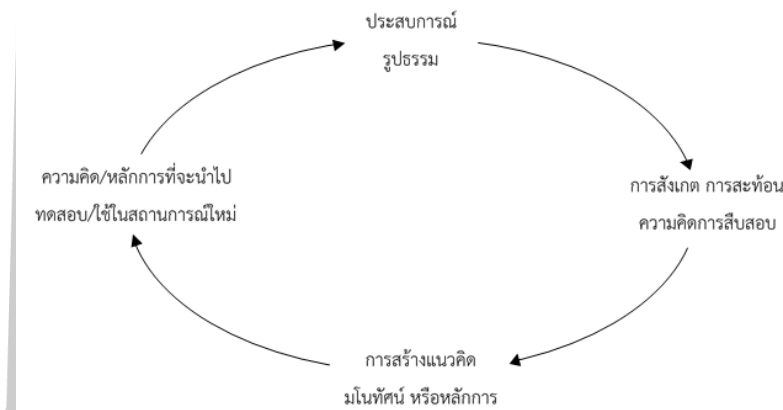 ประสบการณ์
รูปธรรม
ความคิด/หลักการที่จะนำไป
ทดสอบ/ใช้ในสถานการณ์ใหม่
การสังเกต การสะท้อน
ความคิดการสืบสอบ
การสร้างแนวคิด
มโนทัศน์ หรือหลักการ